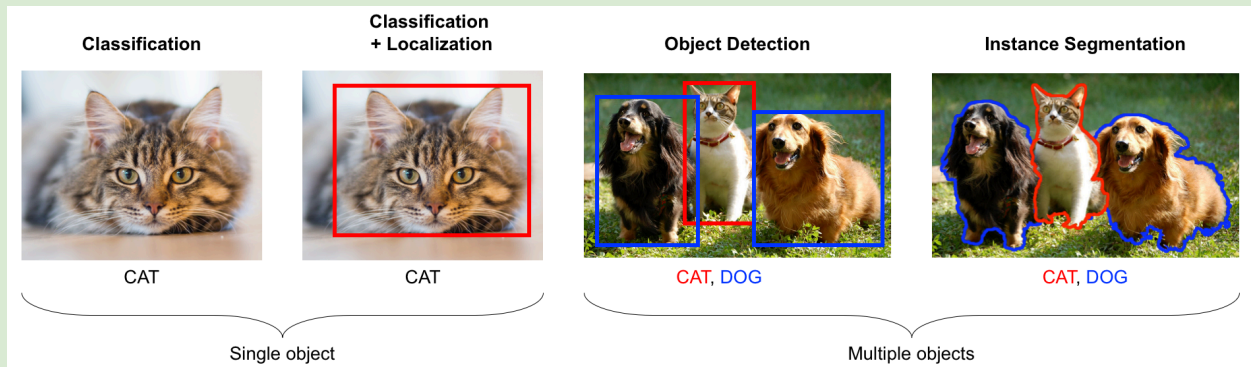 Classification
Classification
+ Localization
Object Detection
Instance Segmentation
CAT
CAT
CAT, DOG
CAT, DOG
Single object
Multiple objects